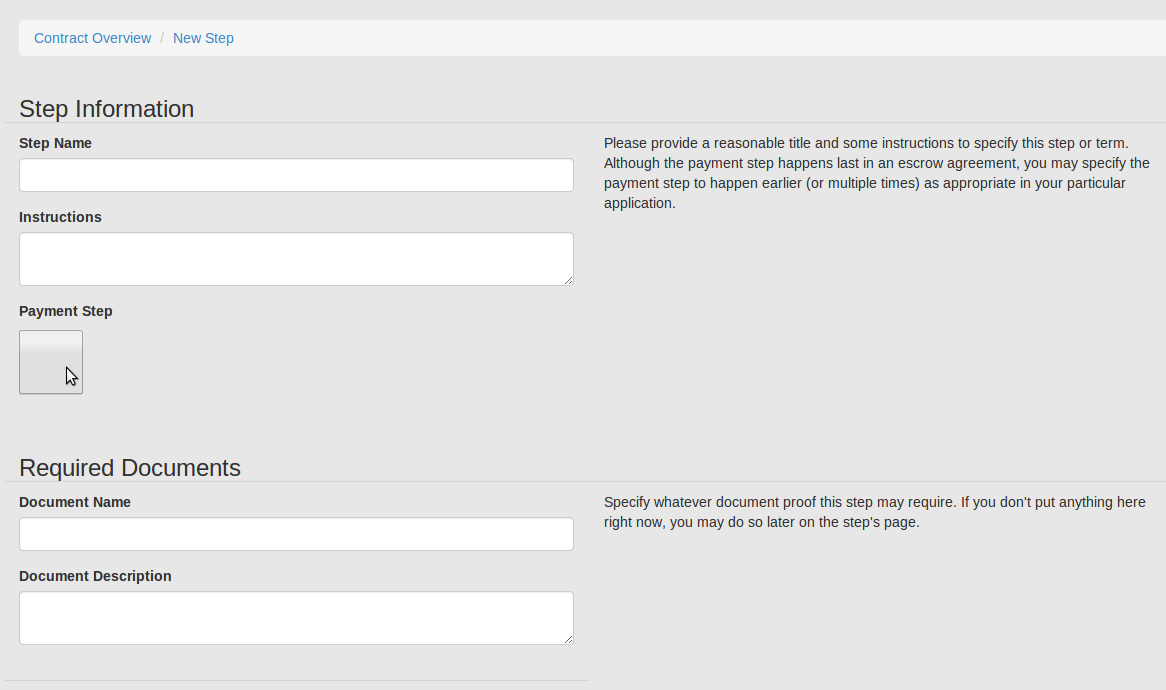 Contract Overview / New Step
Step Information
Step Name
Please provide a reasonable title and some instructions to specify this step or term.
Although the payment step happens last in an escrow agreement, you may specify the
payment step to happen earlier (or multiple times) as appropriate in your particular
application.
Instructions
Payment Step
Required Documents
Document Name
Specify whatever document proof this step may require. If you don't put anything here
right now, you may do so later on the step's page.
Document Description